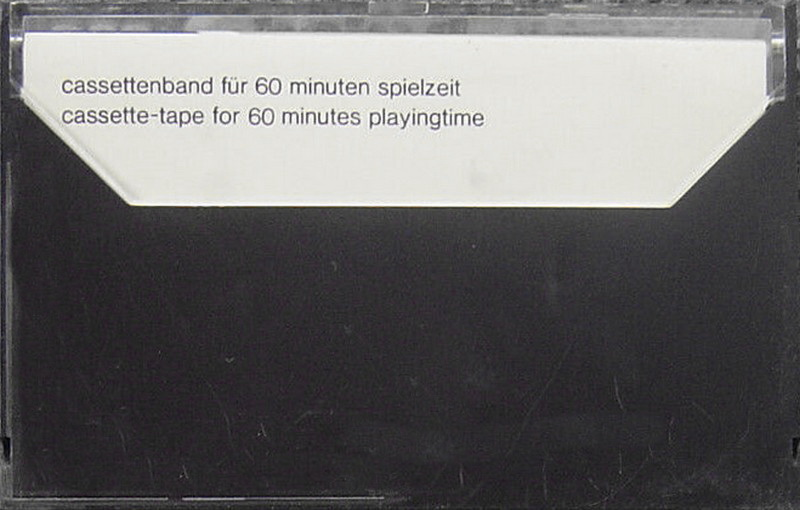 cassettenband für 60 minuten spielzeit
cassette-tape for 60 minutes playingtime